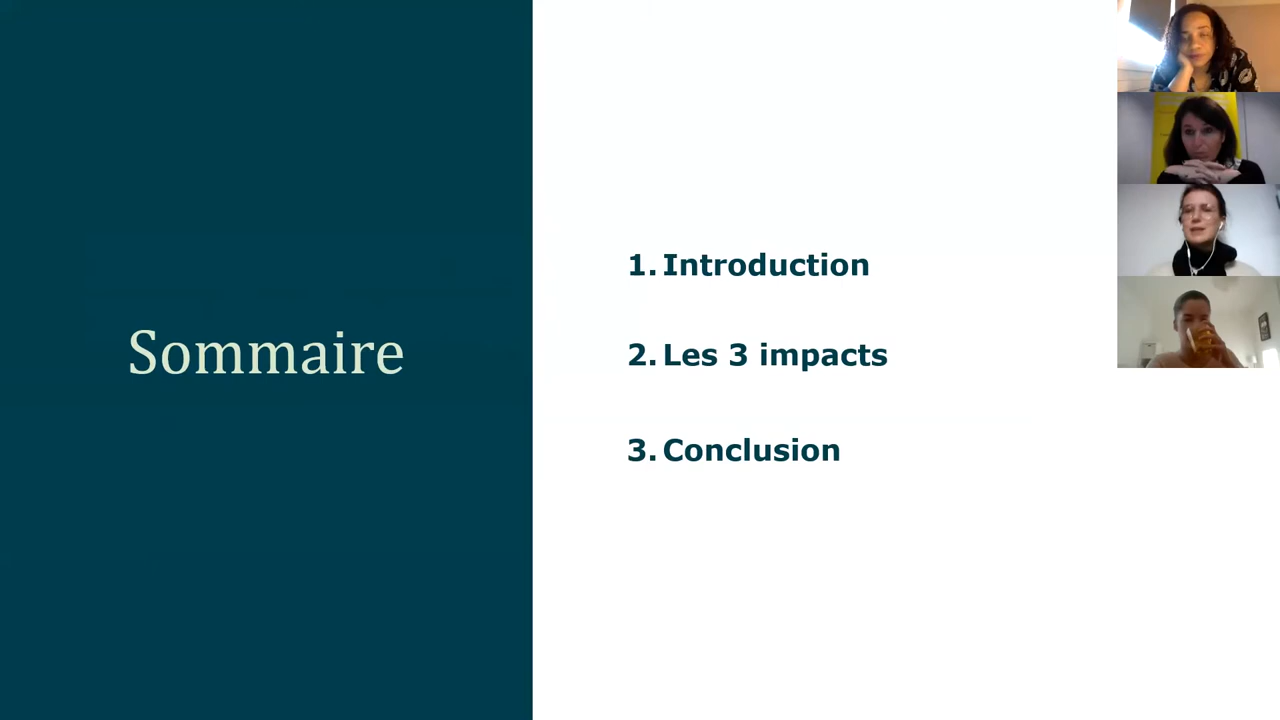 Sommaire
1. Introduction
2. Les 3 impacts
3. Conclusion